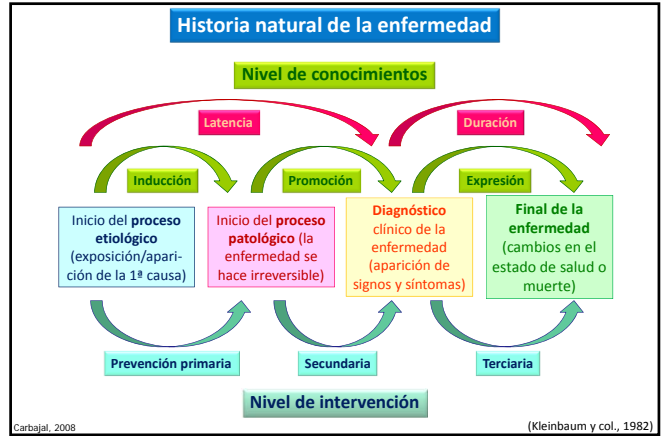 Historia natural de la enfermedad
Nivel de conocimientos
Latencia
Duración
Inducción
Promoción
Expresión
Inicio del proceso
etiológico
(exposición/apari-
ción de la 1ª causa)
Inicio del proceso
patológico (la
enfermedad se
hace irreversible)
Diagnóstico
clínico de la
enfermedad
(aparición de
signos y síntomas)
Final de la
enfermedad
(cambios en el
estado de salud o
muerte)
Prevención primaria
Secundaria
Terciaria
Nivel de intervención
Carbajal, 2008
(Kleinbaum y col., 1982)